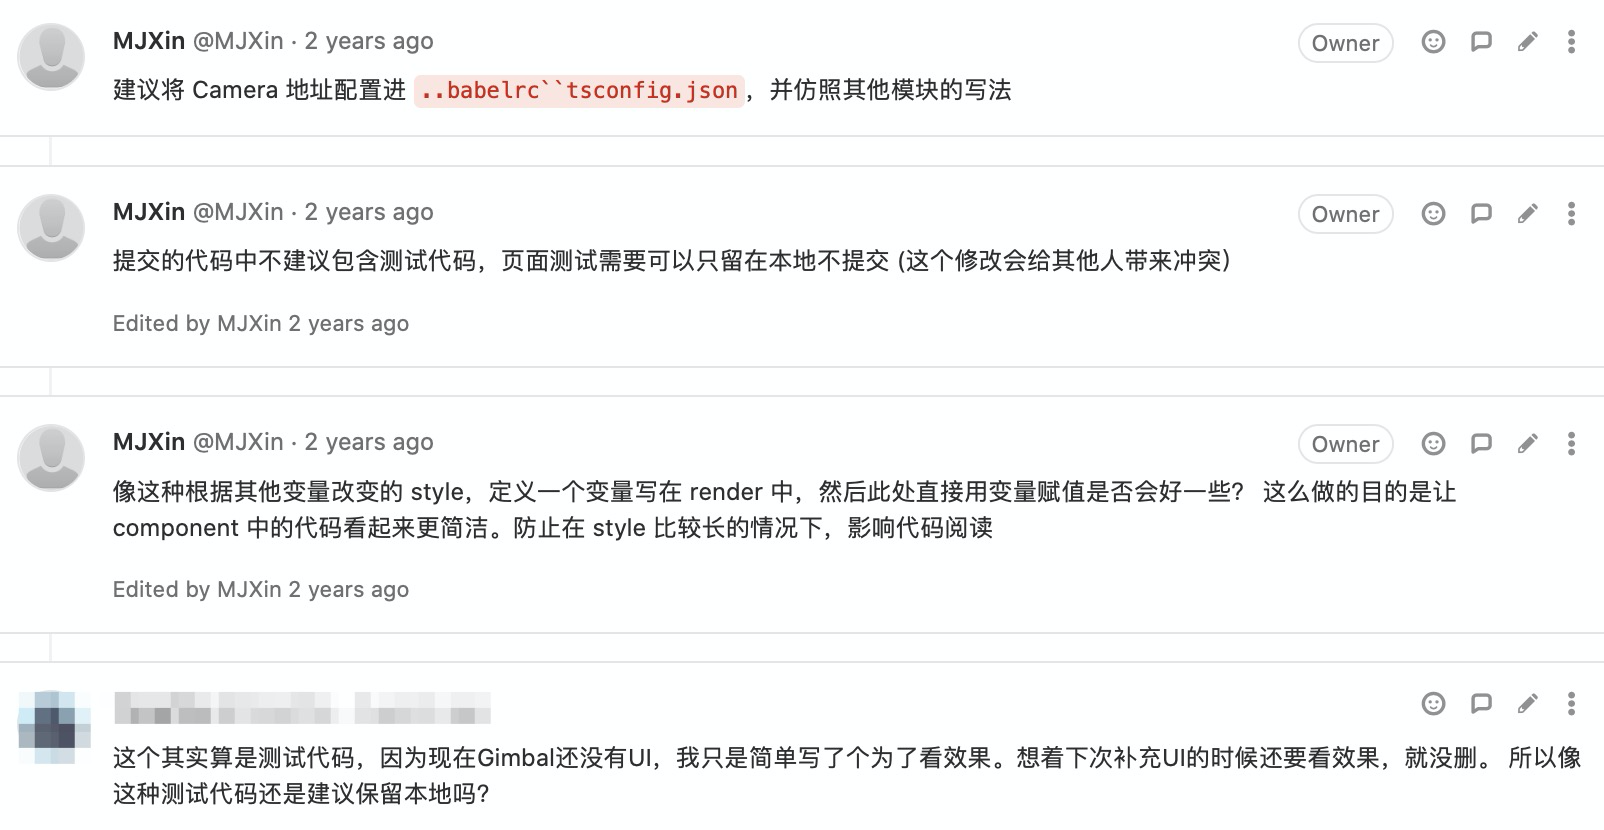 MJXin @MJXin · 2 years ago
Owner
建议将 Camera 地址配置进 ..babelrc``tsconfig.json，并仿照其他模块的写法
MJXin @MJXin · 2 years ago
Owner
提交的代码中不建议包含测试代码，页面测试需要可以只留在本地不提交 (这个修改会给其他人带来冲突)
Edited by MJXin 2 years ago
MJXin @MJXin · 2 years ago
Owner
像这种根据其他变量改变的 style，定义一个变量写在 render 中，然后此处直接用变量赋值是否会好一些？ 这么做的目的是让
component 中的代码看起来更简洁。防止在 style 比较长的情况下，影响代码阅读
Edited by MJXin 2 years ago
这个其实算是测试代码，因为现在Gimbal还没有UI，我只是简单写了个为了看效果。想着下次补充UI的时候还要看效果，就没删。 所以像
这种测试代码还是建议保留本地吗?